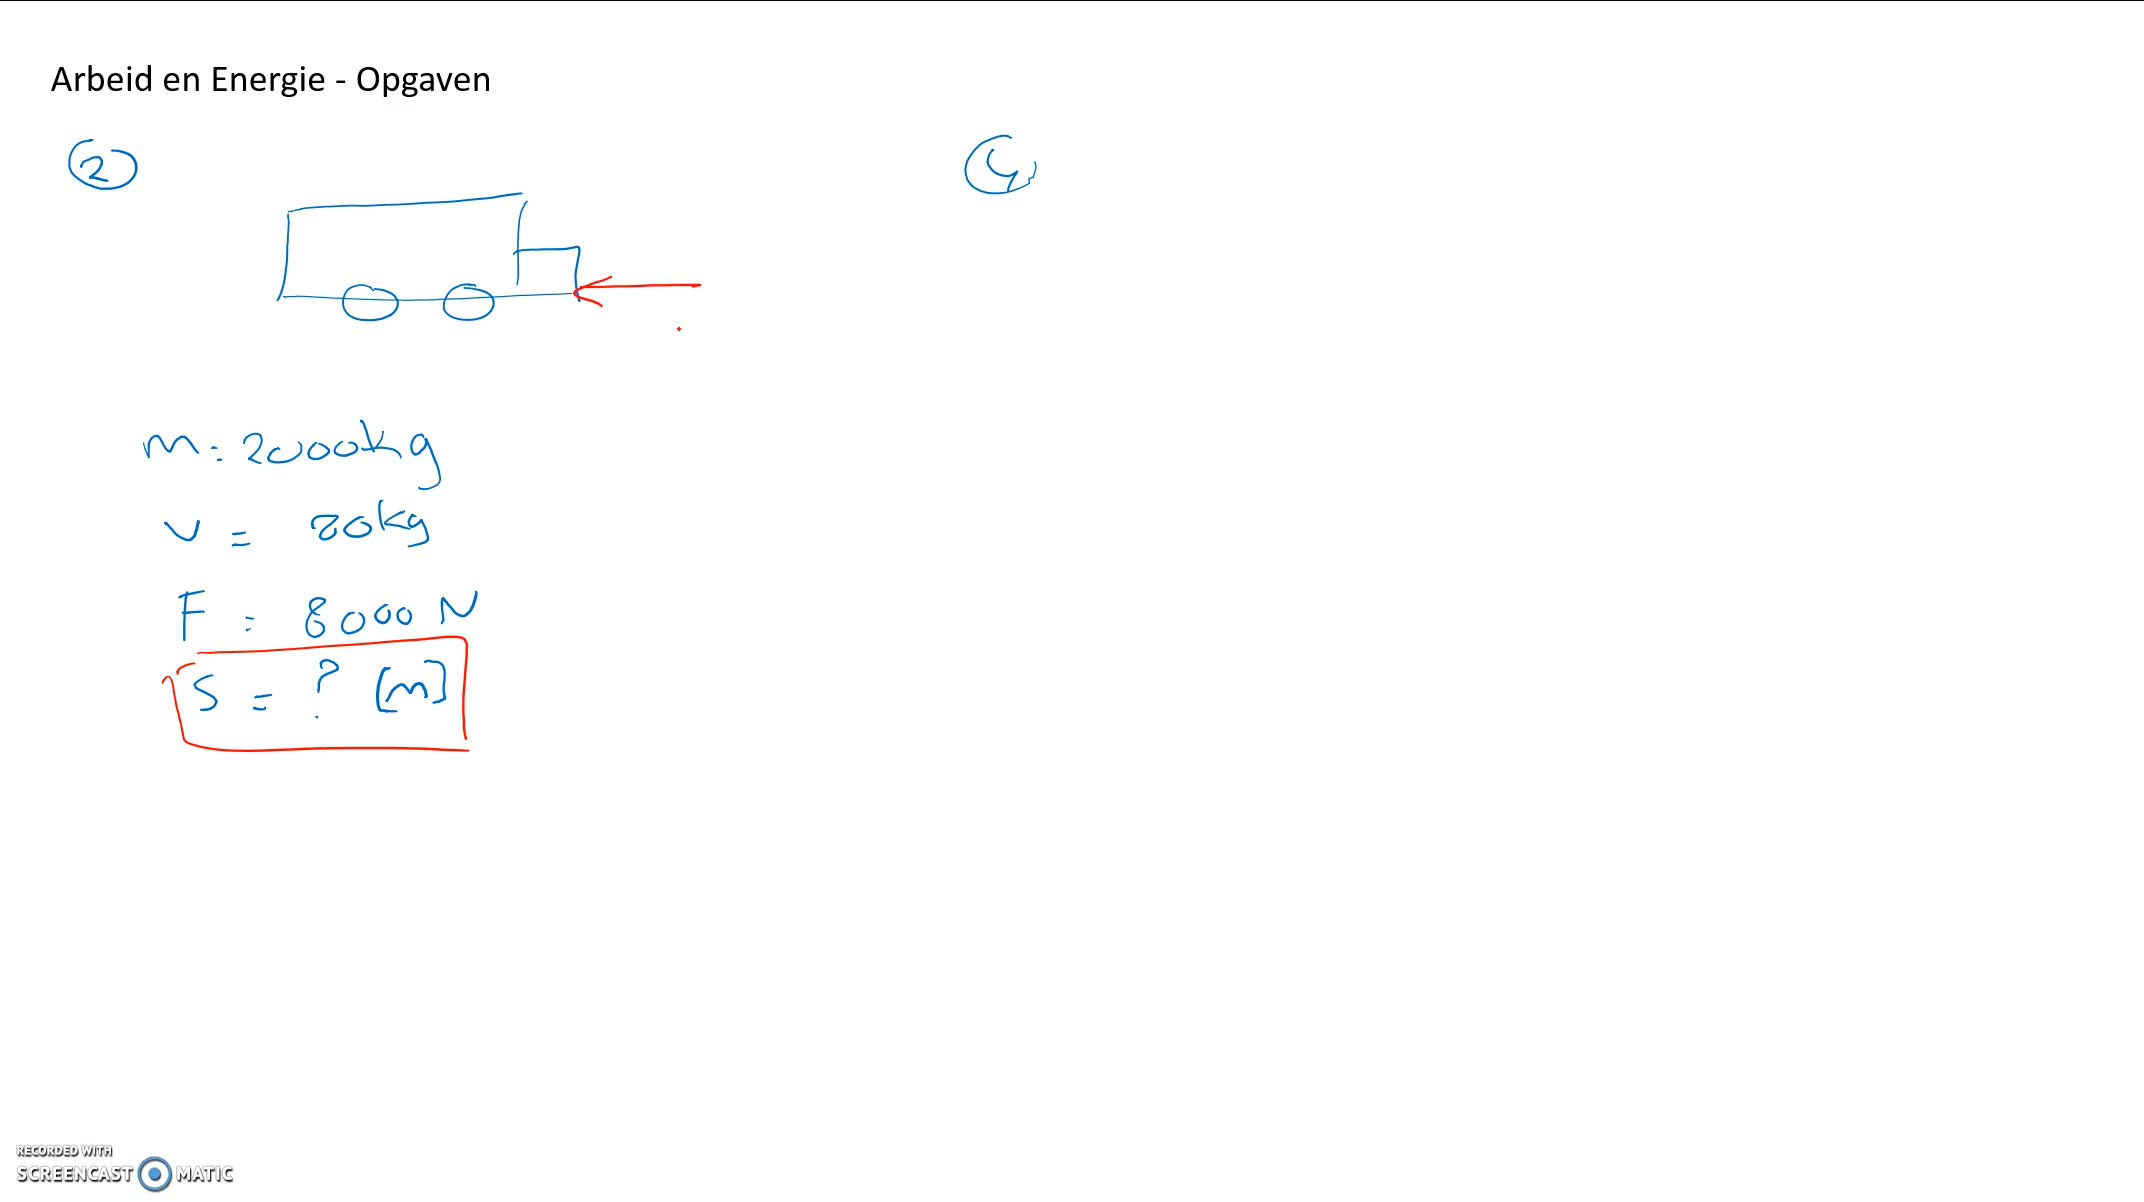 Arbeid en Energie - Opgaven
2
4
m: 2000kg
v = 80kg
F = 8000 N
S = ? [m]
RECORDED WITH
SCREENCAST MATIC